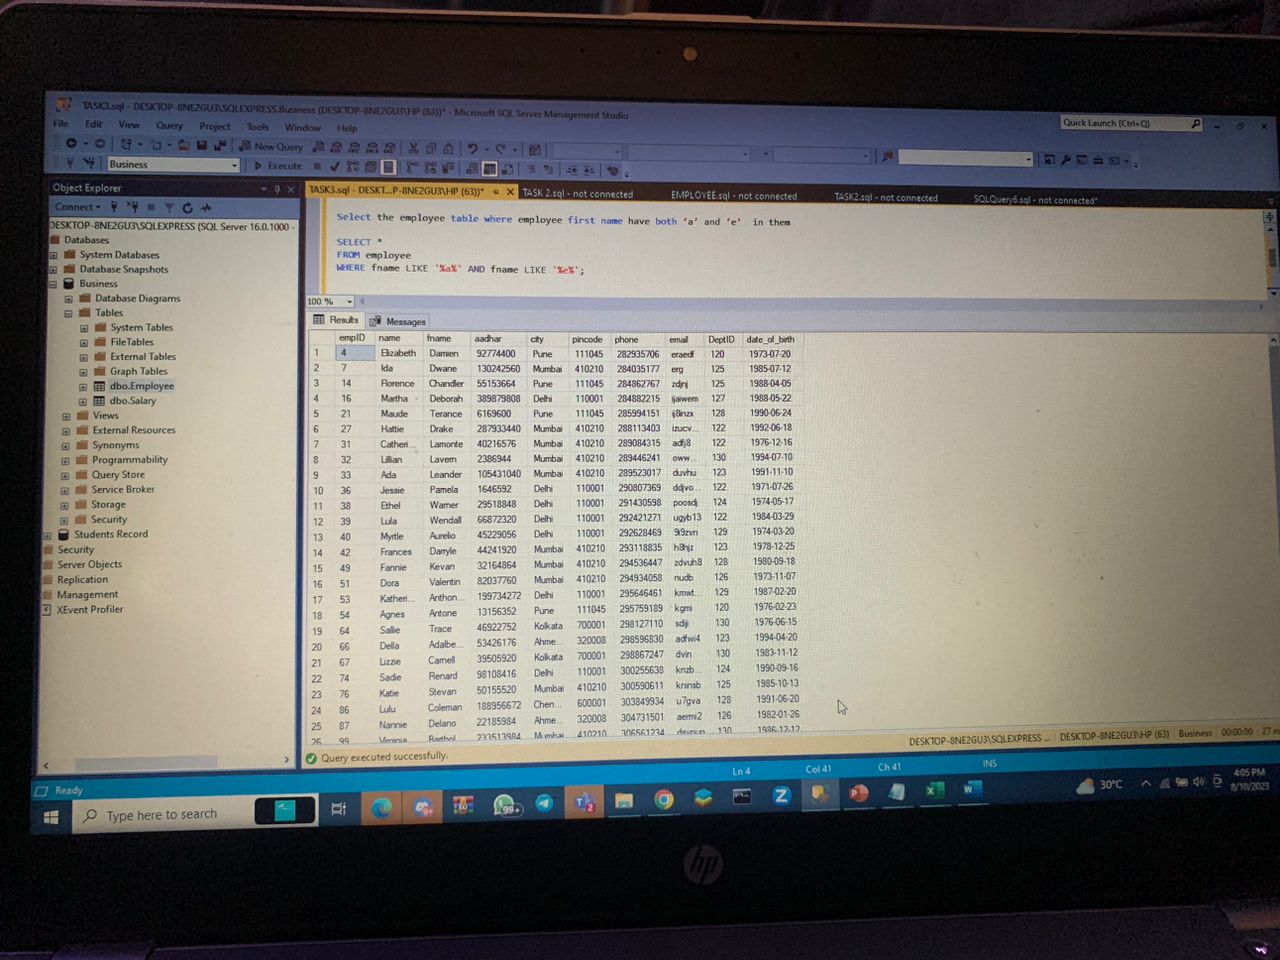 TASK3.sql - DESKTOP-8NE2GU3\SQLEXPRESS.Business (DESKTOP-8NE2GU3\HP (63))* - Microsoft SQL Server Management Studio
Quick Launch (Ctrl+Q)
File Edit View Query Project Tools Window Help
New Query
Business Execute
Object Explorer
TASK3.sql - DESKT...P-8NE2GU3\HP (63))* TASK 2.sql - not connected EMPLOYEE.sql - not connected TASK2.sql - not connected SQLQuery6.sql - not connected*
Connect
DESKTOP-8NE2GU3\SQLEXPRESS (SQL Server 16.0.1000 -
Databases
System Databases
Database Snapshots
Business
Database Diagrams
Tables
System Tables
FileTables
External Tables
Graph Tables
dbo.Employee
dbo.Salary
Views
External Resources
Synonyms
Programmability
Query Store
Service Broker
Storage
Security
Students Record
Security
Server Objects
Replication
Management
XEvent Profiler
Select the employee table where employee first name have both ‘a’ and ‘e’ in them
SELECT *
FROM employee
WHERE fname LIKE '%a%' AND fname LIKE '%e%';
100 %
Results Messages
empID name fname aadhar city pincode phone email DeptID date_of_birth
1 4 Elizabeth Damien 92774400 Pune 111045 282935706 eraedf 120 1973-07-20
2 7 Ida Dwane 130242560 Mumbai 410210 284035177 erg 125 1985-07-12
3 14 Florence Chandler 55153664 Pune 111045 284862767 zdjnj 125 1988-04-05
4 16 Martha Deborah 389879808 Delhi 110001 284882215 ijaiwem 127 1988-05-22
5 21 Maude Terance 6169600 Pune 111045 285994151 ij8inzx 128 1990-06-24
6 27 Hattie Drake 287933440 Mumbai 410210 288113403 izucv... 122 1992-06-18
7 31 Catheri... Lamonte 40216576 Mumbai 410210 289084315 adfj8 122 1976-12-16
8 32 Lillian Lavern 2386944 Mumbai 410210 289446241 oww... 130 1994-07-10
9 33 Ada Leander 105431040 Mumbai 410210 289523017 duvhu 123 1991-11-10
10 36 Jessie Pamela 1646592 Delhi 110001 290807369 ddjvo... 122 1971-07-26
11 38 Ethel Warner 29518848 Delhi 110001 291430598 poosdj 124 1974-05-17
12 39 Lula Wendall 66872320 Delhi 110001 292421271 ugyb13 122 1984-03-29
13 40 Myrtle Aurelio 45229056 Delhi 110001 292628469 9i9zvn 129 1974-03-20
14 42 Frances Darryle 44241920 Mumbai 410210 293118835 h8hjz 123 1978-12-25
15 49 Fannie Kevan 32164864 Mumbai 410210 294536447 zdvuh8 128 1980-09-18
16 51 Dora Valentin 82037760 Mumbai 410210 294934058 nudb 126 1973-11-07
17 53 Katheri... Anthon... 199734272 Delhi 110001 295646461 kmwt... 129 1987-02-20
18 54 Agnes Antone 13156352 Pune 111045 295759189 kgmi 120 1976-02-23
19 64 Sallie Trace 46922752 Kolkata 700001 298127110 sdiji 130 1976-06-15
20 66 Della Adalbe... 53426176 Ahme... 320008 298596830 adfwi4 123 1994-04-20
21 67 Lizzie Carnell 39505920 Kolkata 700001 298867247 dvin 130 1983-11-12
22 74 Sadie Renard 98108416 Delhi 110001 300255638 knzb... 124 1990-09-16
23 76 Katie Stevan 50155520 Mumbai 410210 300590611 kninsb 125 1985-10-13
24 86 Lulu Coleman 188956672 Chen... 600001 303849934 u7gva 128 1991-06-20
25 87 Nannie Delano 22185984 Ahme... 320008 304731501 aermi2 126 1982-01-26
26 99 Virginia Barthol 233513984 Mumbai 410210 306561234 130 1986-12-12
Query executed successfully.
DESKTOP-8NE2GU3\SQLEXPRESS ... DESKTOP-8NE2GU3\HP (63) Business 00:00:00 27 ro
Ready Ln 4 Col 41 Ch 41 INS
Type here to search
99+
2
30°C
4:05 PM
8/10/2023
hp